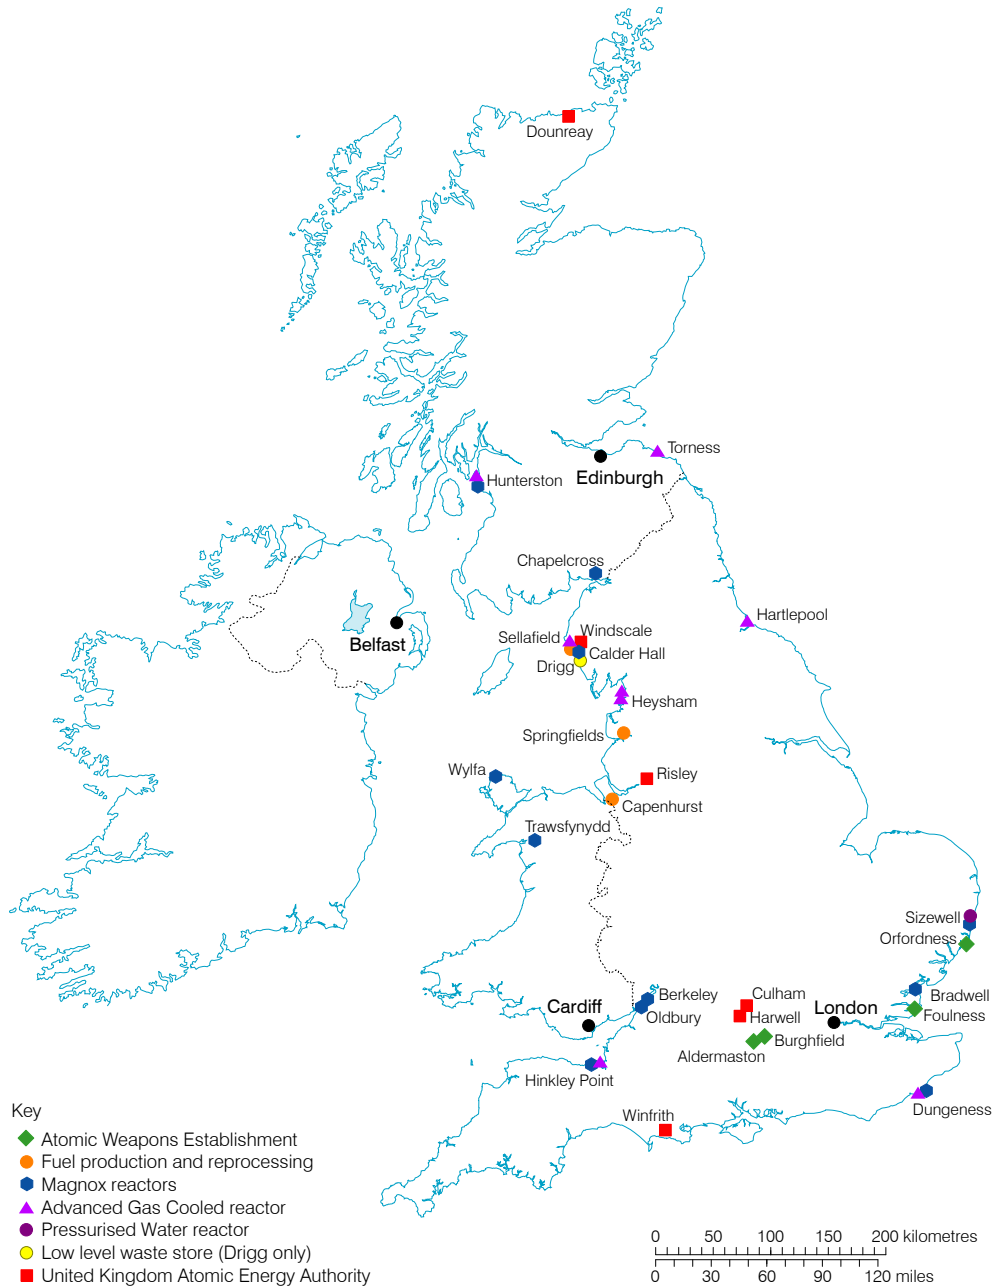 Dounreay
Torness
Edinburgh
Hunterston
Chapelcross
Hartlepool
Belfast
Sellafield
Windscale
Calder Hall
Drigg
Heysham
Springfields
Wylfa
Risley
Capenhurst
Trawsfynydd
Sizewell
Orfordness
Berkeley
Culham
Bradwell
Cardiff
Oldbury
Harwell
London
Foulness
Burghfield
Aldermaston
Hinkley Point
Dungeness
Winfrith
Key
Atomic Weapons Establishment
Fuel production and reprocessing
Magnox reactors
Advanced Gas Cooled reactor
Pressurised Water reactor
Low level waste store (Drigg only)
United Kingdom Atomic Energy Authority
0 50 100 150 200 kilometres
0 30 60 90 120 miles